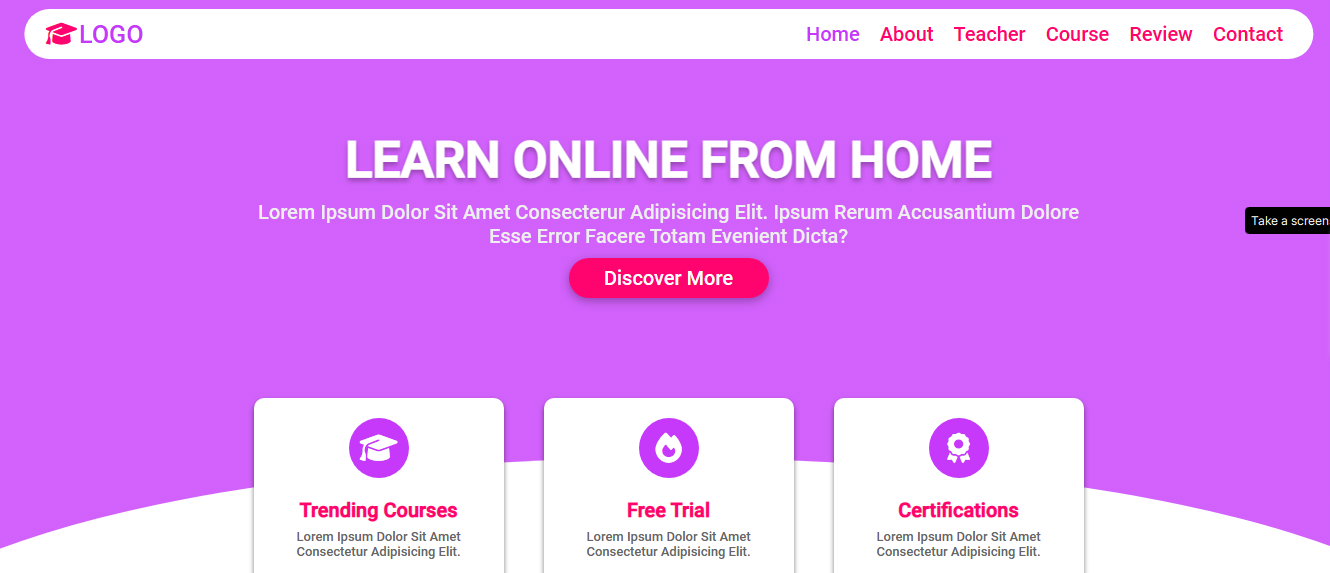 LOGO
Home About Teacher Course Review Contact
LEARN ONLINE FROM HOME
Lorem Ipsum Dolor Sit Amet Consecterur Adipisicing Elit. Ipsum Rerum Accusantium Dolore
Esse Error Facere Totam Evenient Dicta?
Take a screen
Discover More
Trending Courses
Lorem Ipsum Dolor Sit Amet
Consectetur Adipisicing Elit.
Free Trial
Lorem Ipsum Dolor Sit Amet
Consectetur Adipisicing Elit.
Certifications
Lorem Ipsum Dolor Sit Amet
Consectetur Adipisicing Elit.